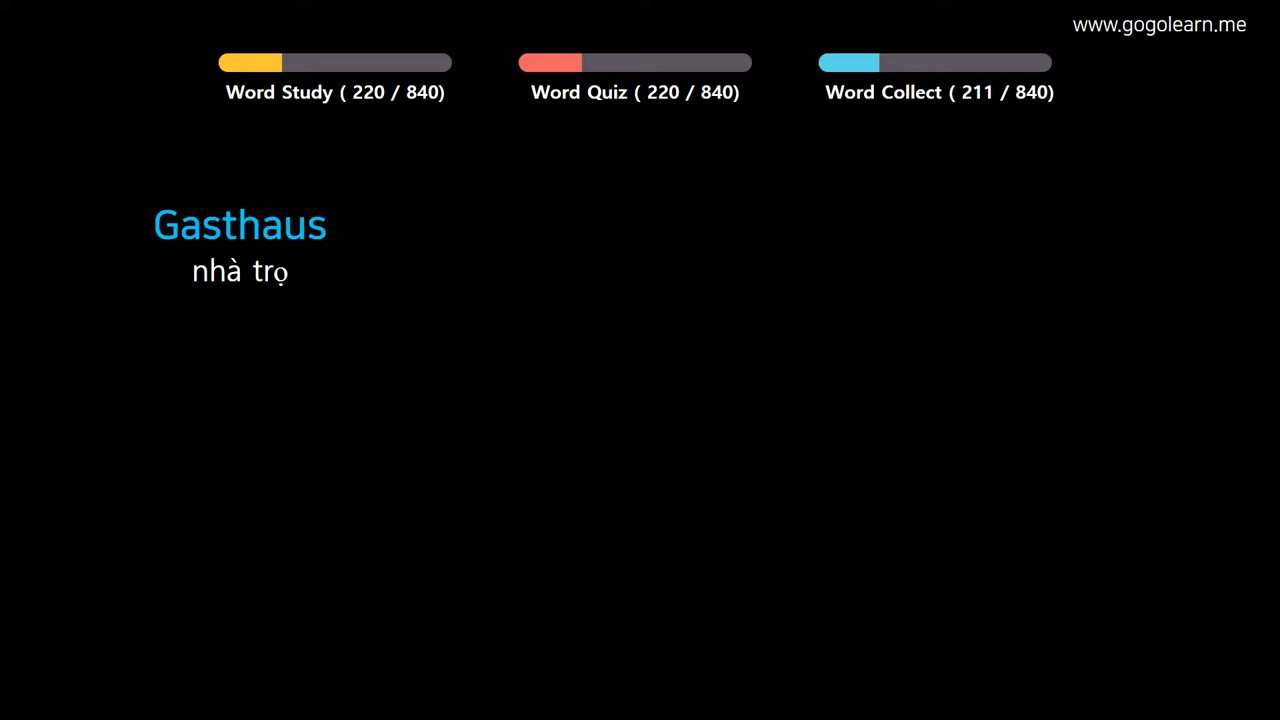 www.gogolearn.me
Word Study ( 220 / 840)
Word Quiz ( 220 / 840)
Word Collect ( 211 / 840)
Gasthaus
nhà trọ